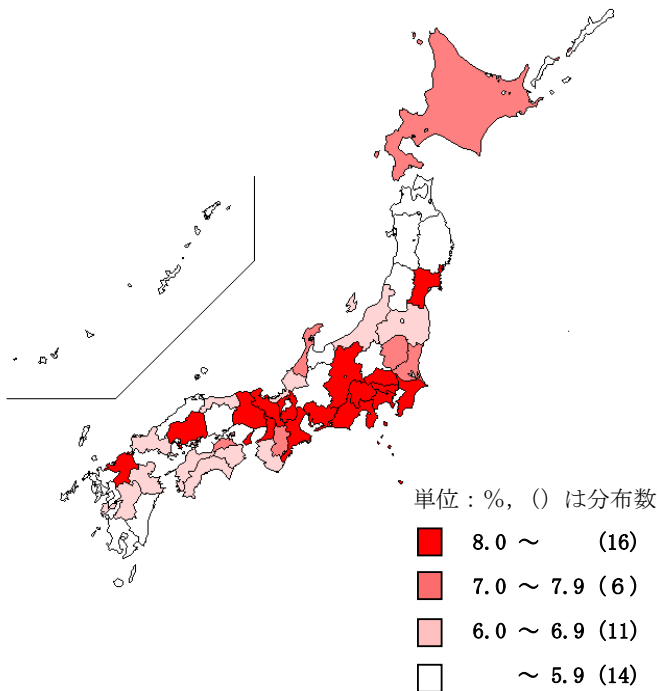 単位：%，() は分布数
8.0 ～ (16)
7.0 ～ 7.9 (6)
6.0 ～ 6.9 (11)
～ 5.9 (14)